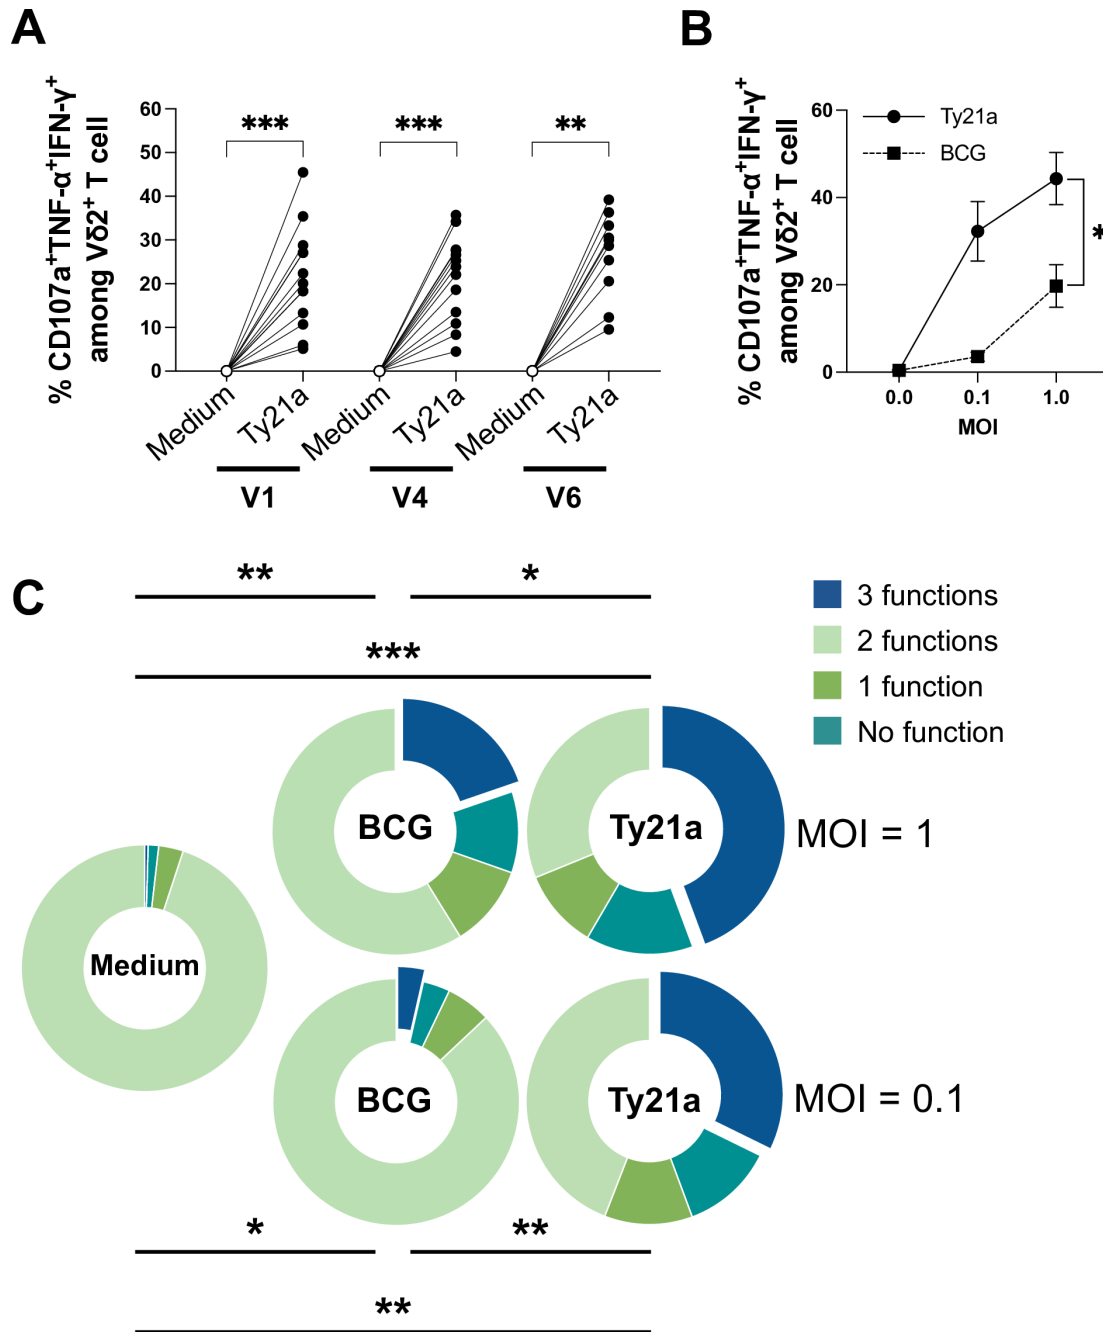 A
% CD107a⁺TNF-α⁺IFN-γ⁺
among Vδ2⁺ T cell
60
50
40
30
20
10
0
***
***
**
Medium
Ty21a
Medium
Ty21a
Medium
Ty21a
V1
V4
V6
B
% CD107a⁺TNF-α⁺IFN-γ⁺
among Vδ2⁺ T cell
60
40
20
0
Ty21a
BCG
*
0.0
0.1
1.0
MOI
C
**
*
***
3 functions
2 functions
1 function
No function
BCG
Ty21a
MOI = 1
Medium
BCG
Ty21a
MOI = 0.1
*
**
**